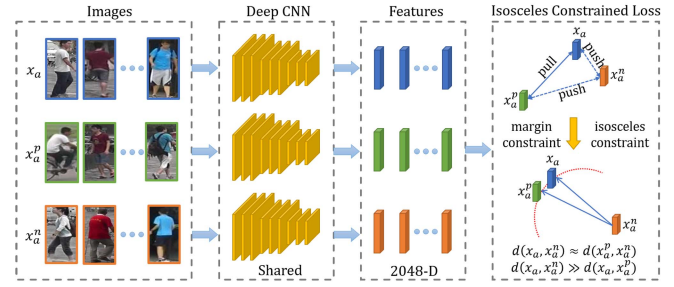 Images
Deep CNN
Features
Isosceles Constrained Loss
x_a
x_a^p
x_a^n
Shared
2048-D
x_a
pull
push
x_a^n
x_a^p
push
margin
constraint
isosceles
constraint
x_a
x_a^p
x_a^n
d(x_a, x_a^n) ≈ d(x_a^p, x_a^n)
d(x_a, x_a^n) ≫ d(x_a, x_a^p)